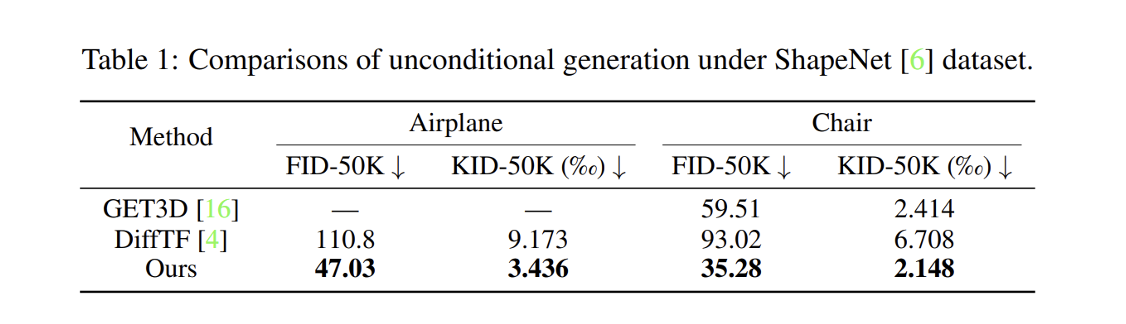 Table 1: Comparisons of unconditional generation under ShapeNet [6] dataset.
Method Airplane Chair
FID-50K ↓ KID-50K (‰) ↓ FID-50K ↓ KID-50K (‰) ↓
GET3D [16] — — 59.51 2.414
DiffTF [4] 110.8 9.173 93.02 6.708
Ours 47.03 3.436 35.28 2.148